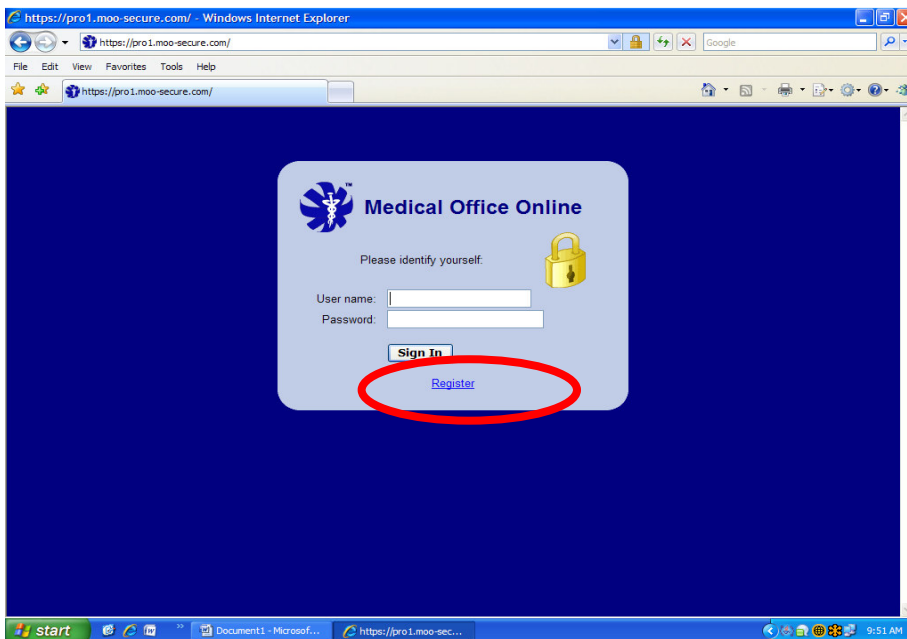 https://pro1.moo-secure.com/ - Windows Internet Explorer
https://pro1.moo-secure.com/
Google
File Edit View Favorites Tools Help
https://pro1.moo-secure.com/
Medical Office Online
TM
Please identify yourself:
User name:
Password:
Sign In
Register
start
Document1 - Microsof...
https://pro1.moo-sec...
9:51 AM